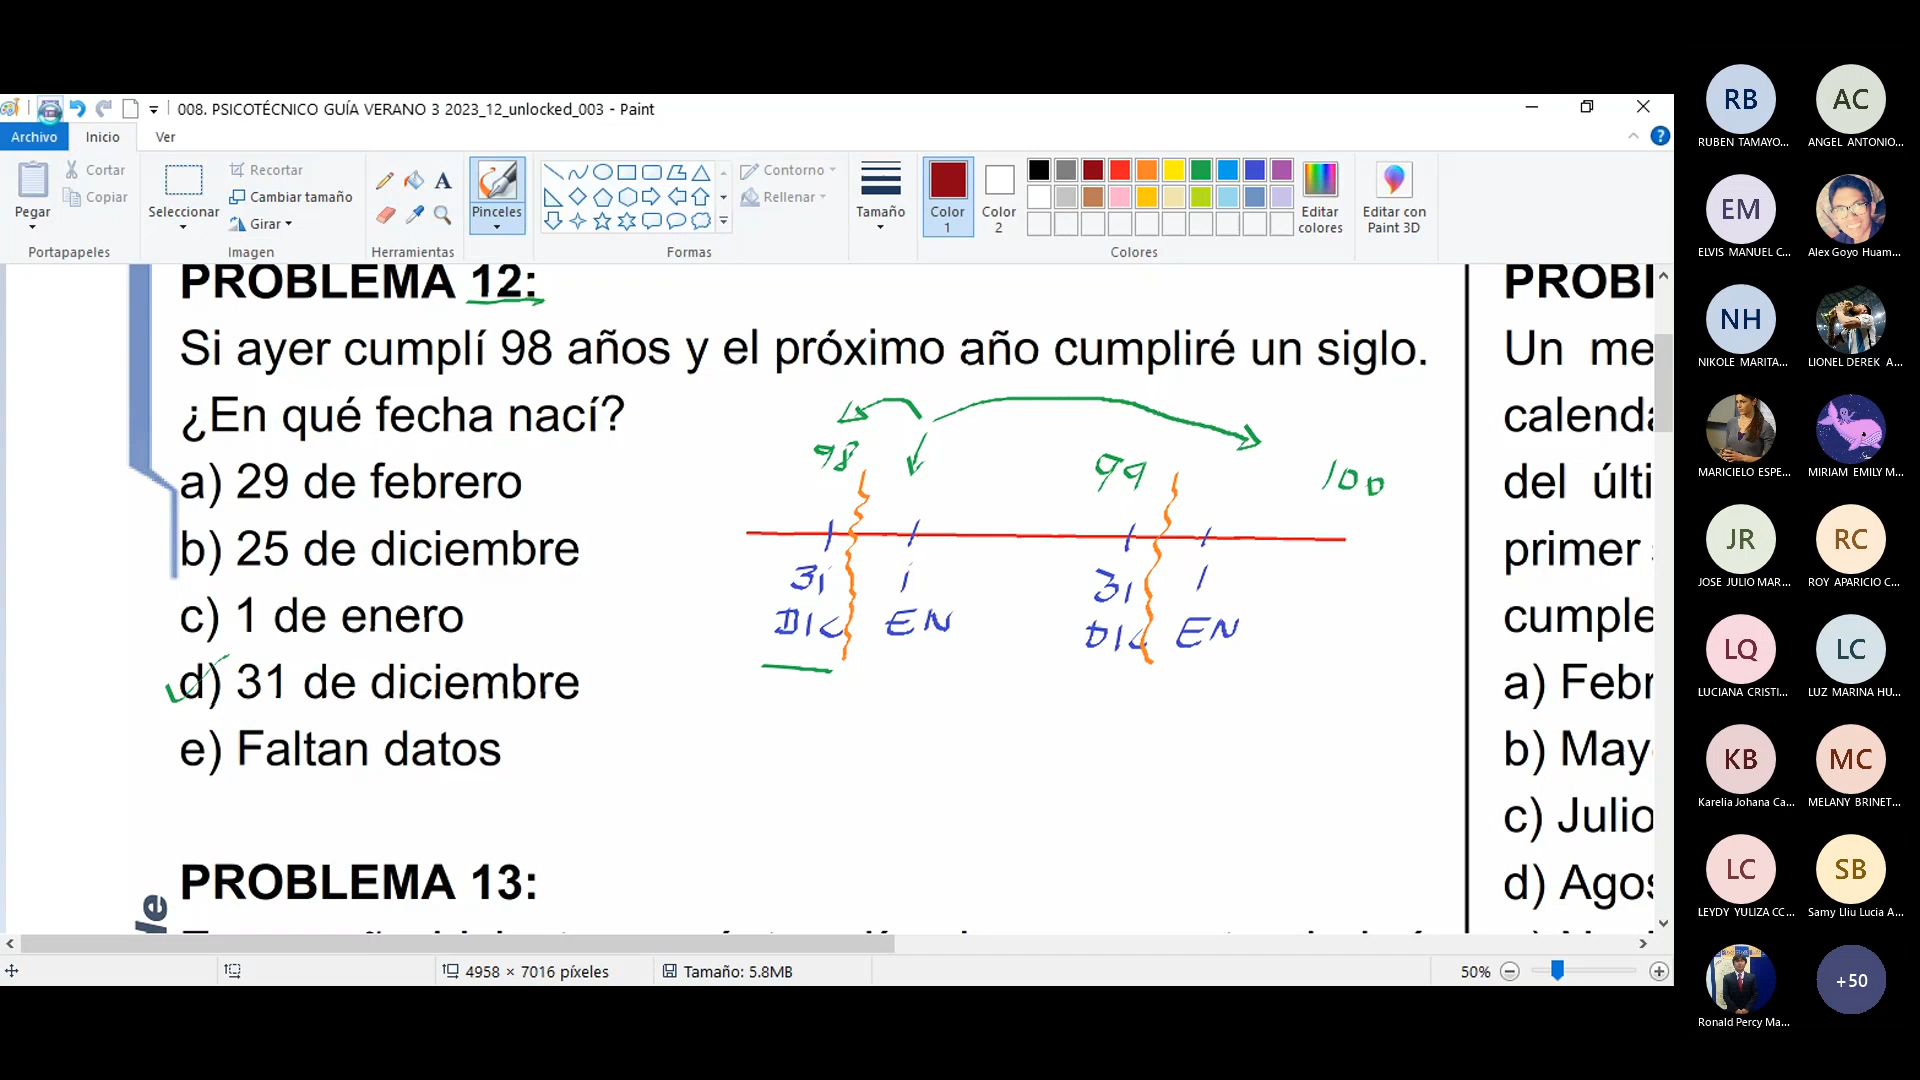 008. PSICOTÉCNICO GUÍA VERANO 3 2023_12_unlocked_003 - Paint
Archivo
Inicio
Ver
Pegar
Cortar
Copiar
Portapapeles
Seleccionar
Recortar
Cambiar tamaño
Girar
Imagen
A
Herramientas
Pinceles
Contorno
Rellenar
Formas
Tamaño
Color
1
Color
2
Editar
colores
Colores
Editar con
Paint 3D
PROBLEMA 12:
Si ayer cumplí 98 años y el próximo año cumpliré un siglo.
¿En qué fecha nací?
a) 29 de febrero
b) 25 de diciembre
c) 1 de enero
d) 31 de diciembre
e) Faltan datos
98
99
100
31
1
31
1
DIC
EN
DIC
EN
PROBLEMA 13:
PROBL
Un me
calenda
del últi
primer
cumple
a) Febr
b) May
c) Julio
d) Agos
4958 × 7016 píxeles
Tamaño: 5.8MB
50%
RB
RUBEN TAMAYO...
AC
ANGEL ANTONIO...
EM
ELVIS MANUEL C...
Alex Goyo Huam...
NH
NIKOLE MARITA...
LIONEL DEREK A...
MARICIELO ESPE...
MIRIAM EMILY M...
JR
JOSE JULIO MAR...
RC
ROY APARICIO C...
LQ
LUCIANA CRISTI...
LC
LUZ MARINA HU...
KB
Karelia Johana Ca...
MC
MELANY BRINET...
LC
LEYDY YULIZA CC...
SB
Samy Lliu Lucia A...
Ronald Percy Ma...
+50